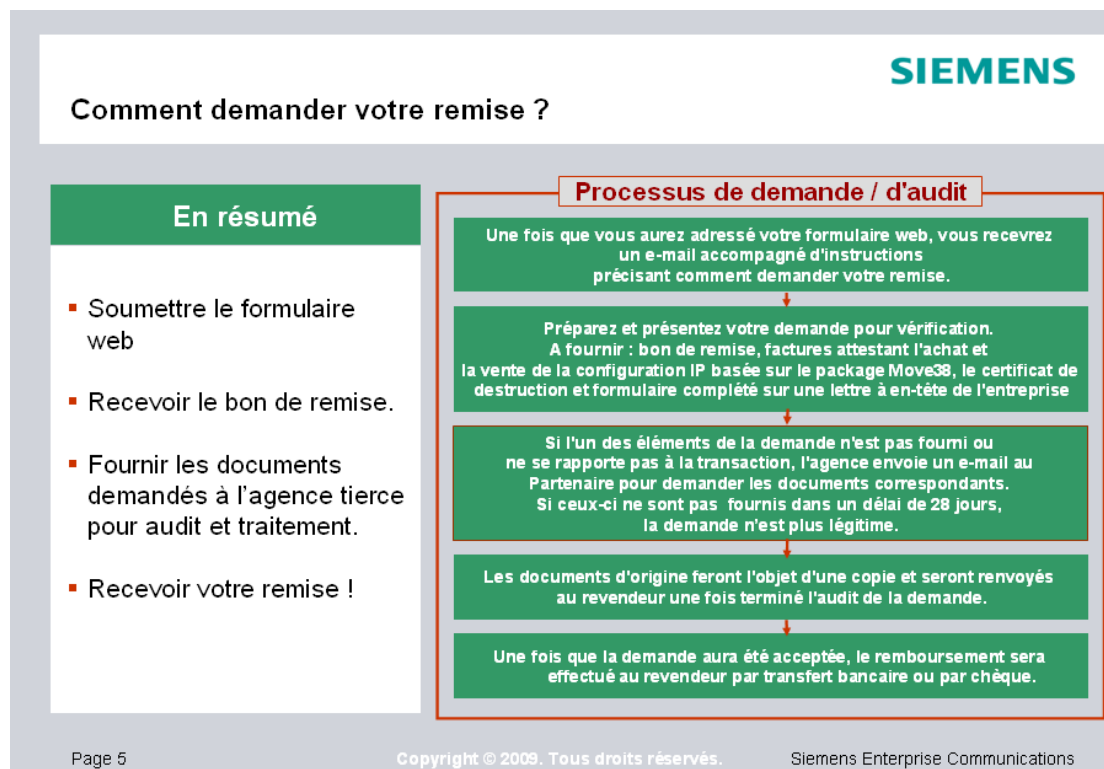 SIEMENS
Comment demander votre remise ?
En résumé
▪ Soumettre le formulaire
web
▪ Recevoir le bon de remise.
▪ Fournir les documents
demandés à l'agence tierce
pour audit et traitement.
▪ Recevoir votre remise !
Processus de demande / d'audit
Une fois que vous aurez adressé votre formulaire web, vous recevrez
un e-mail accompagné d'instructions
précisant comment demander votre remise.
Préparez et présentez votre demande pour vérification.
A fournir : bon de remise, factures attestant l'achat et
la vente de la configuration IP basée sur le package Move38, le certificat de
destruction et formulaire complété sur une lettre à en-tête de l'entreprise
Si l'un des éléments de la demande n'est pas fourni ou
ne se rapporte pas à la transaction, l'agence envoie un e-mail au
Partenaire pour demander les documents correspondants.
Si ceux-ci ne sont pas fournis dans un délai de 28 jours,
la demande n'est plus légitime.
Les documents d'origine feront l'objet d'une copie et seront renvoyés
au revendeur une fois terminé l'audit de la demande.
Une fois que la demande aura été acceptée, le remboursement sera
effectué au revendeur par transfert bancaire ou par chèque.
Page 5
Copyright © 2009. Tous droits réservés.
Siemens Enterprise Communications